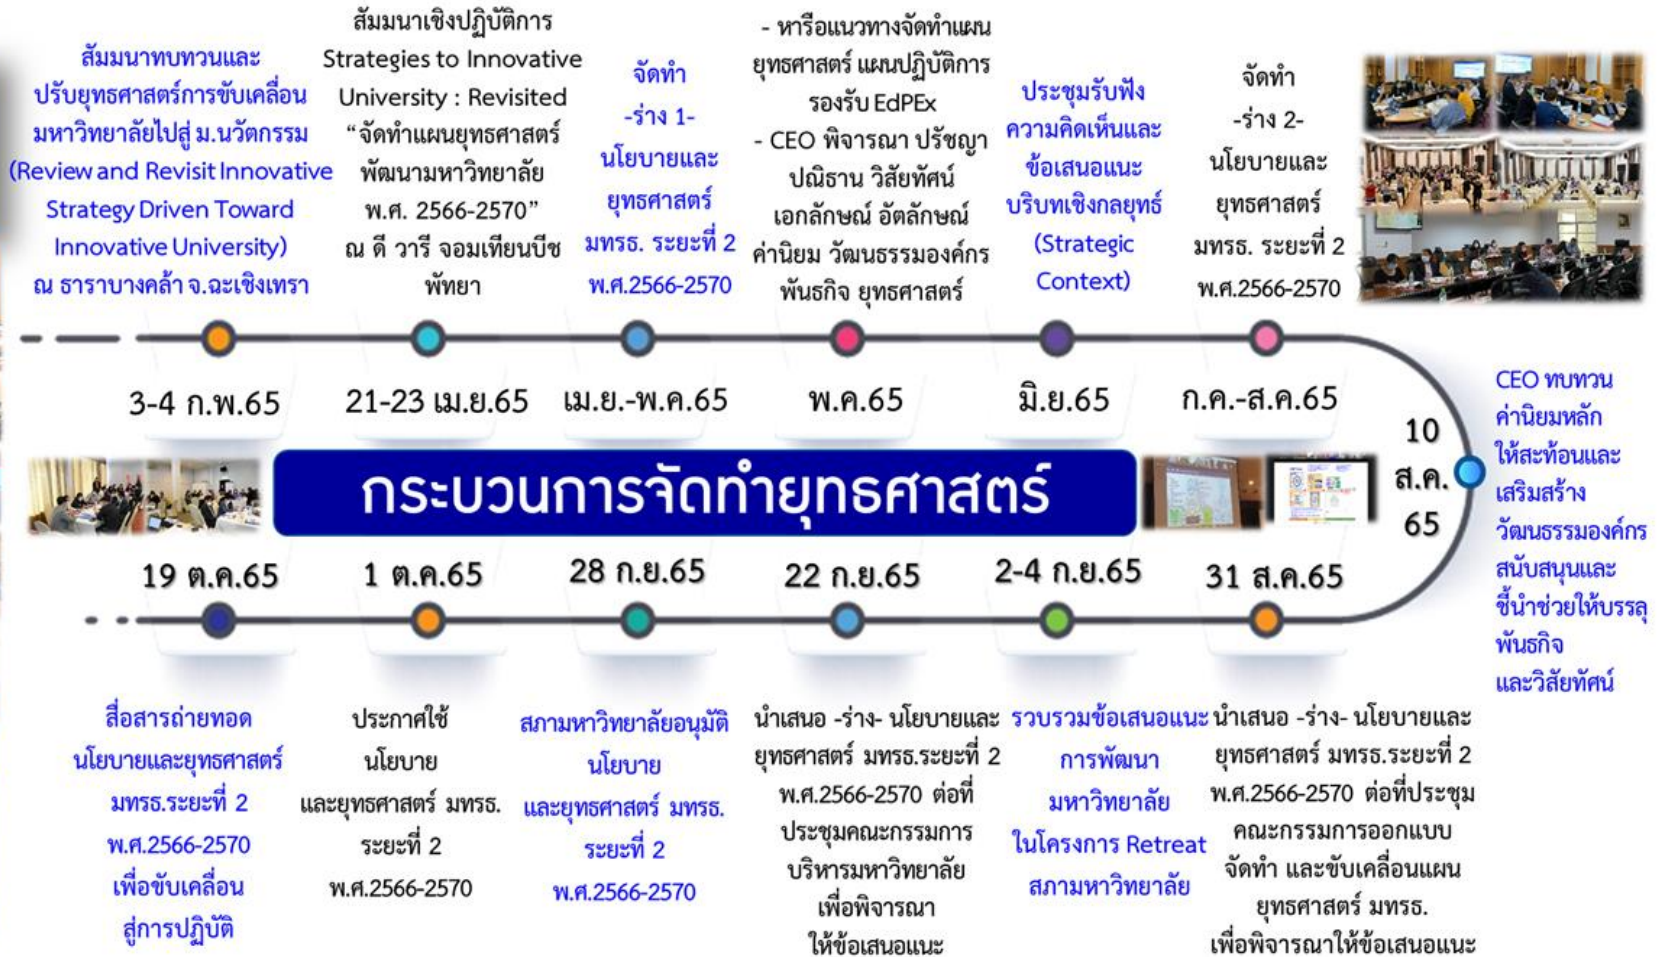 สัมมนาทบทวนและ
ปรับยุทธศาสตร์การขับเคลื่อน
มหาวิทยาลัยไปสู่ ม.นวัตกรรม
(Review and Revisit Innovative
Strategy Driven Toward
Innovative University)
ณ ธาราบางคล้า จ.ฉะเชิงเทรา
3-4 ก.พ.65
สัมมนาเชิงปฏิบัติการ
Strategies to Innovative
University : Revisited
“จัดทำแผนยุทธศาสตร์
พัฒนามหาวิทยาลัย
พ.ศ. 2566-2570”
ณ ดี วารี จอมเทียนบีช
พัทยา
21-23 เม.ย.65
จัดทำ
-ร่าง 1-
นโยบายและ
ยุทธศาสตร์
มทรธ. ระยะที่ 2
พ.ศ.2566-2570
เม.ย.-พ.ค.65
- หารือแนวทางจัดทำแผน
ยุทธศาสตร์ แผนปฏิบัติการ
รองรับ EdPEx
- CEO พิจารณา ปรัชญา
ปณิธาน วิสัยทัศน์
เอกลักษณ์ อัตลักษณ์
ค่านิยม วัฒนธรรมองค์กร
พันธกิจ ยุทธศาสตร์
พ.ค.65
ประชุมรับฟัง
ความคิดเห็นและ
ข้อเสนอแนะ
บริบทเชิงกลยุทธ์
(Strategic
Context)
มิ.ย.65
จัดทำ
-ร่าง 2-
นโยบายและ
ยุทธศาสตร์
มทรธ. ระยะที่ 2
พ.ศ.2566-2570
ก.ค.-ส.ค.65
10
ส.ค.
65
CEO ทบทวน
ค่านิยมหลัก
ให้สะท้อนและ
เสริมสร้าง
วัฒนธรรมองค์กร
สนับสนุนและ
ชี้นำช่วยให้บรรลุ
พันธกิจ
และวิสัยทัศน์
กระบวนการจัดทำยุทธศาสตร์
31 ส.ค.65
นำเสนอ -ร่าง- นโยบายและ
ยุทธศาสตร์ มทรธ.ระยะที่ 2
พ.ศ.2566-2570 ต่อที่ประชุม
คณะกรรมการออกแบบ
จัดทำ และขับเคลื่อนแผน
ยุทธศาสตร์ มทรธ.
เพื่อพิจารณาให้ข้อเสนอแนะ
2-4 ก.ย.65
รวบรวมข้อเสนอแนะ
การพัฒนา
มหาวิทยาลัย
ในโครงการ Retreat
สภามหาวิทยาลัย
22 ก.ย.65
นำเสนอ -ร่าง- นโยบายและ
ยุทธศาสตร์ มทรธ.ระยะที่ 2
พ.ศ.2566-2570 ต่อที่
ประชุมคณะกรรมการ
บริหารมหาวิทยาลัย
เพื่อพิจารณา
ให้ข้อเสนอแนะ
28 ก.ย.65
สภามหาวิทยาลัยอนุมัติ
นโยบาย
และยุทธศาสตร์ มทรธ.
ระยะที่ 2
พ.ศ.2566-2570
1 ต.ค.65
ประกาศใช้
นโยบาย
และยุทธศาสตร์ มทรธ.
ระยะที่ 2
พ.ศ.2566-2570
19 ต.ค.65
สื่อสารถ่ายทอด
นโยบายและยุทธศาสตร์
มทรธ.ระยะที่ 2
พ.ศ.2566-2570
เพื่อขับเคลื่อน
สู่การปฏิบัติ